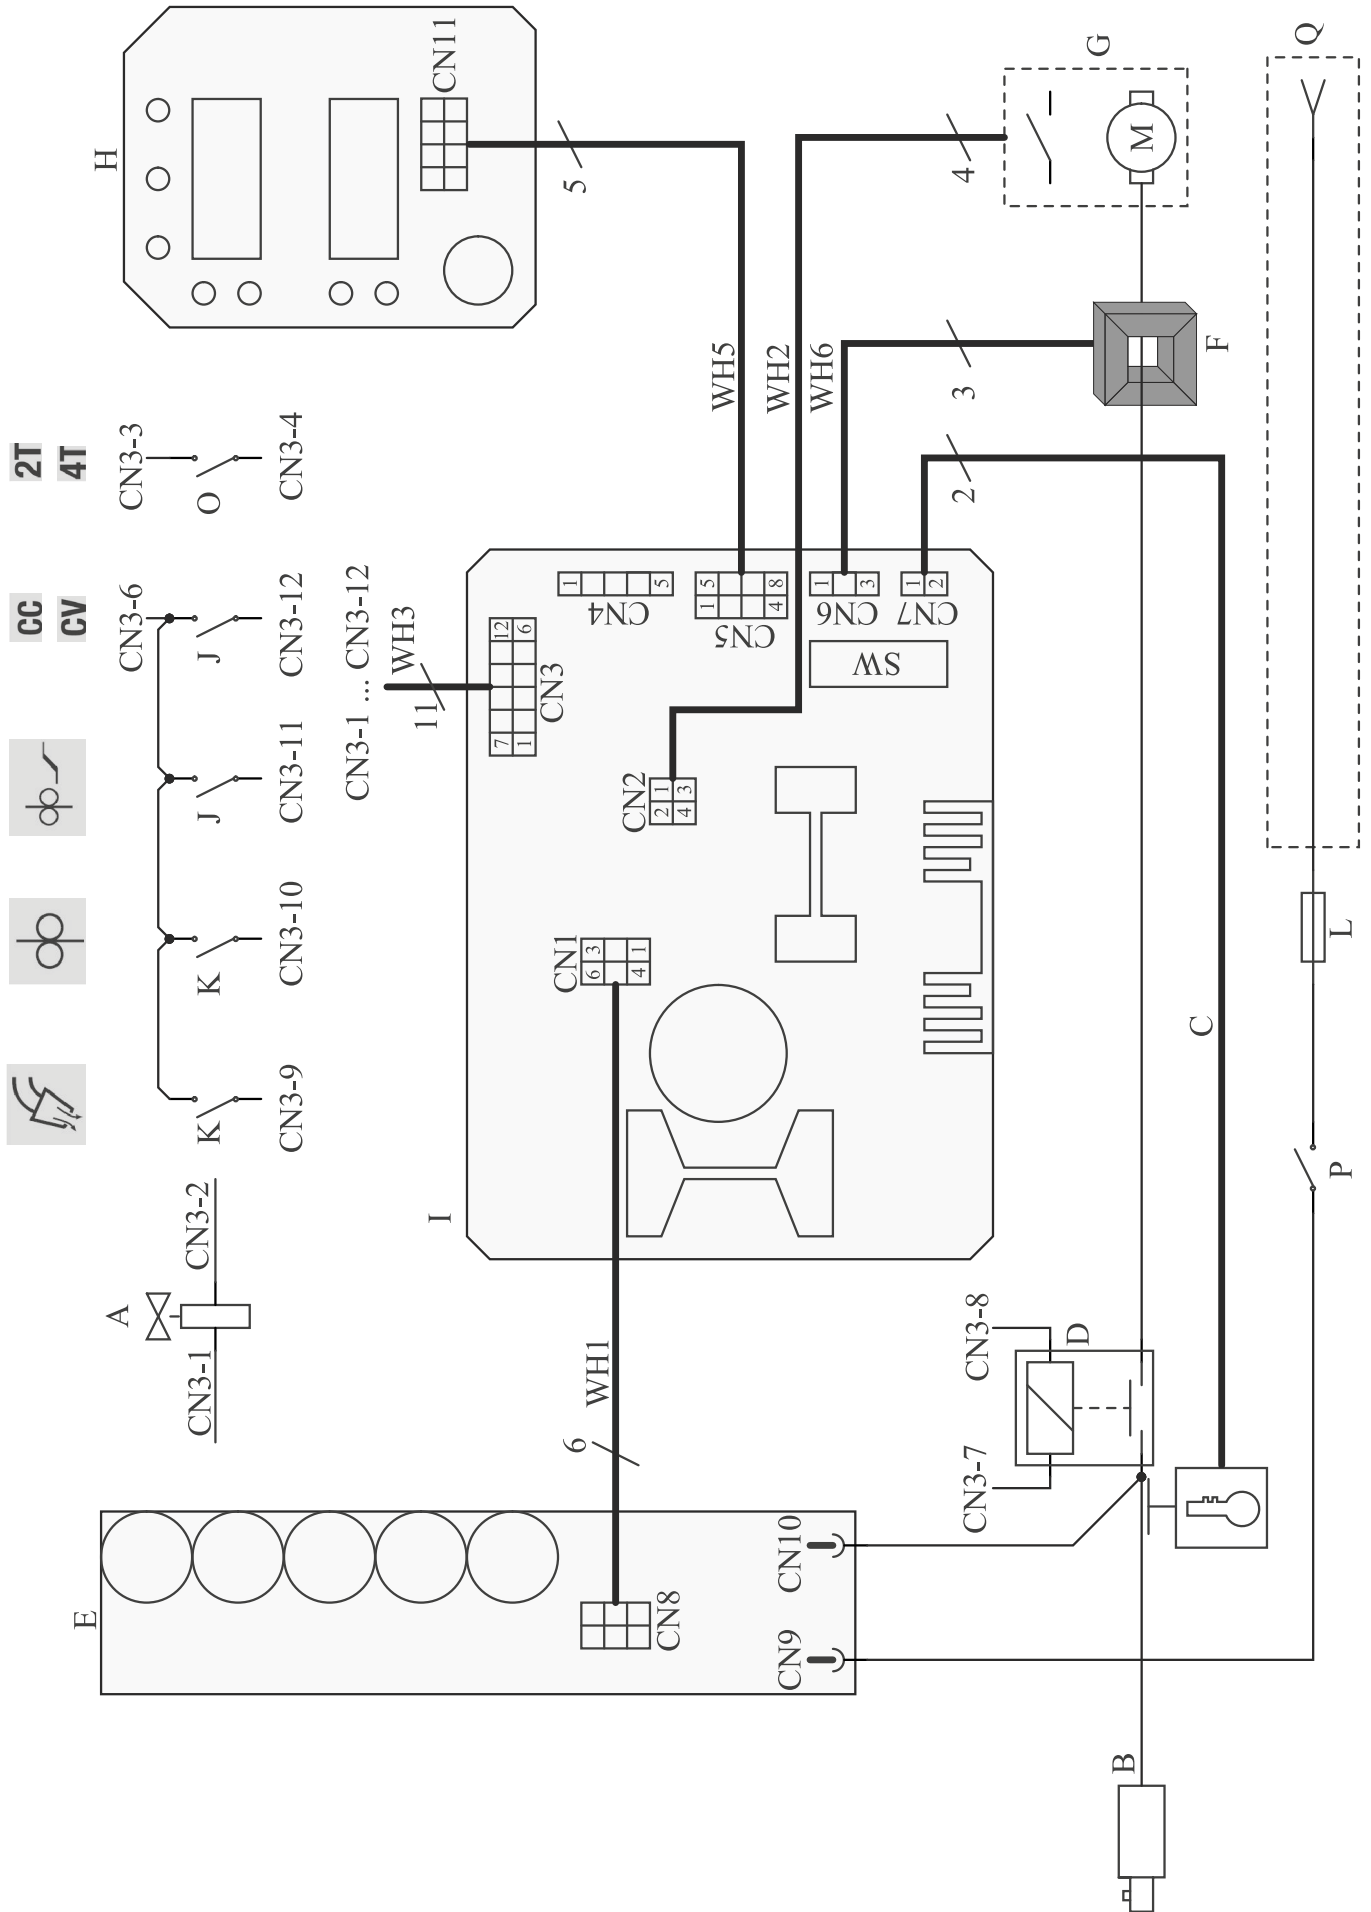 H
CN11
5
WH5
WH2
WH6
4
G
M
3
F
2
Q
2T
4T
CN3-3
O
CN3-4
CC
CV
CN3-6
J
CN3-12
J
CN3-11
K
CN3-10
K
CN3-9
CN3-1 ... CN3-12
11
WH3
7 12
1 6
CN3
1 5
CN4
1 5
4 8
CN5
1 3
CN6
1 2
CN7
SW
CN2
2 1
4 3
CN1
6 3
4 1
I
A
CN3-1
CN3-2
6
WH1
E
CN8
CN9
CN10
CN3-7
CN3-8
D
C
L
P
B